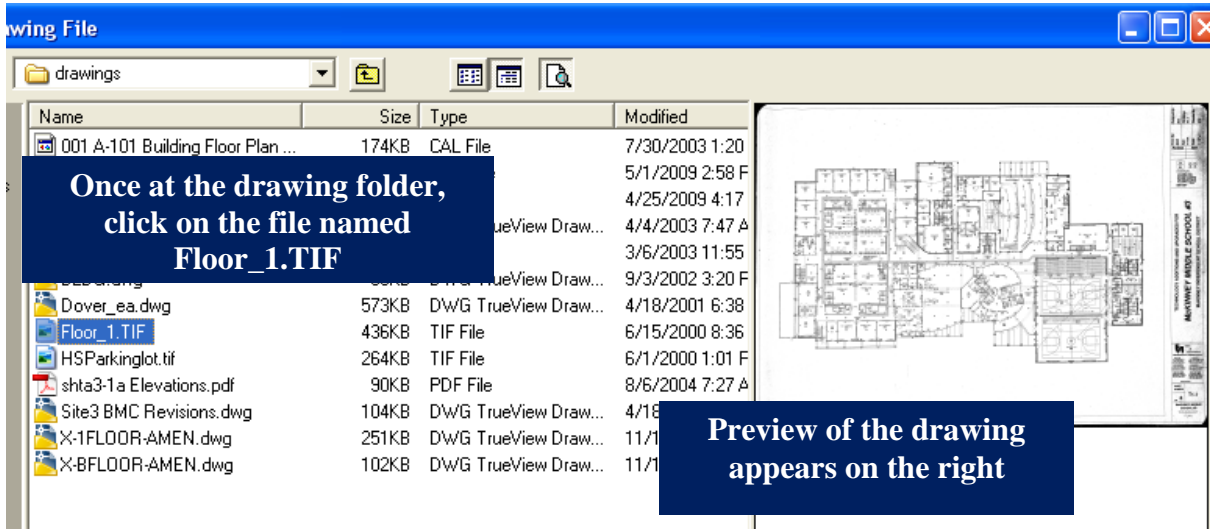 wing File
drawings
Name Size Type Modified
001 A-101 Building Floor Plan ... 174KB CAL File 7/30/2003 1:20
5/1/2009 2:58 F
4/25/2009 4:17
ueView Draw... 4/4/2003 7:47 A
3/6/2003 11:55
9/3/2002 3:20 F
Once at the drawing folder,
click on the file named
Floor_1.TIF
Dover_ea.dwg 573KB DWG TrueView Draw... 4/18/2001 6:38
Floor_1.TIF 436KB TIF File 6/15/2000 8:36
HSParkinglot.tif 264KB TIF File 6/1/2000 1:01 F
shta3-1a Elevations.pdf 90KB PDF File 8/6/2004 7:27 A
Site3 BMC Revisions.dwg 104KB DWG TrueView Draw... 4/18
X-1FLOOR-AMEN.dwg 251KB DWG TrueView Draw... 11/1
X-BFLOOR-AMEN.dwg 102KB DWG TrueView Draw... 11/1
McKINNEY MIDDLE SCHOOL #3
Preview of the drawing
appears on the right